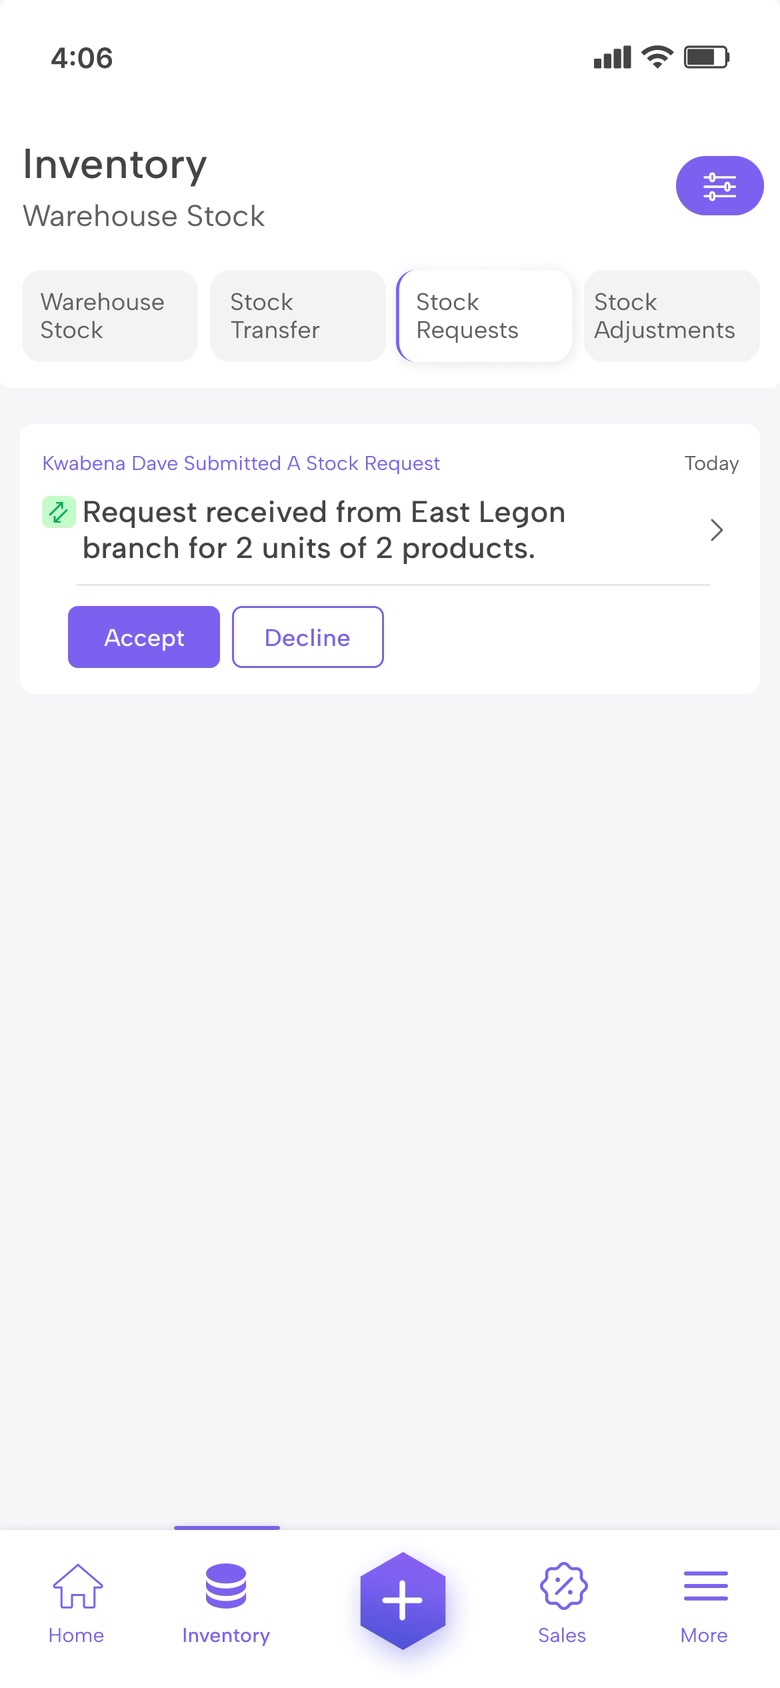 4:06
Inventory
Warehouse Stock
Warehouse
Stock
Stock
Transfer
Stock
Requests
Stock
Adjustments
Kwabena Dave Submitted A Stock Request
Today
Request received from East Legon
branch for 2 units of 2 products.
Accept
Decline
Home
Inventory
Sales
More